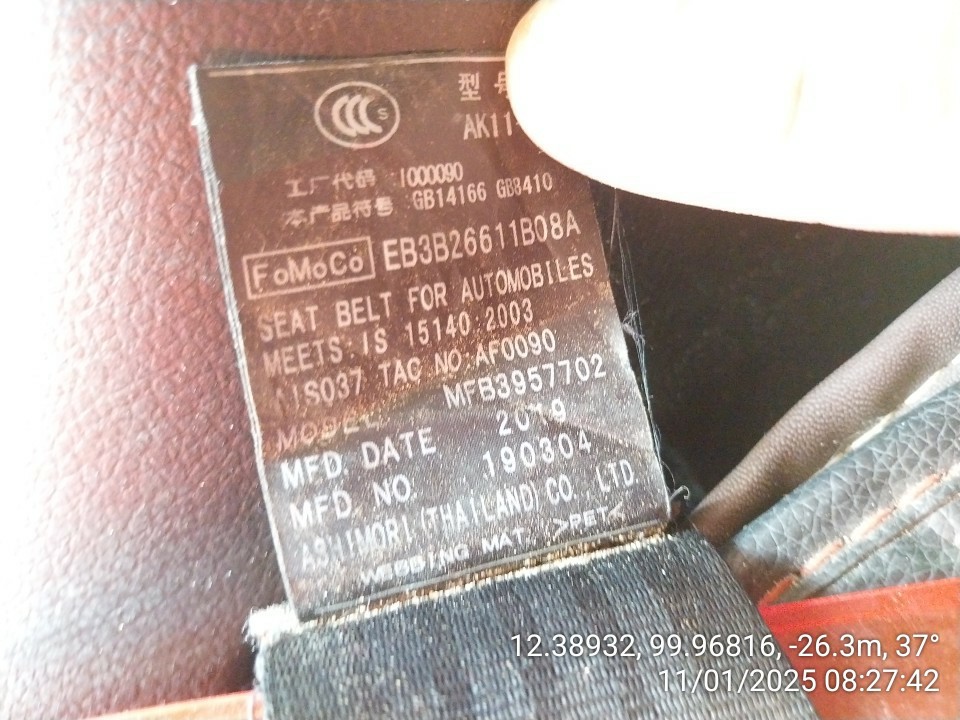 S
型 号
AK11-
工厂代码 :I000090
本产品符号 GB14166 GB8410
FoMoCo EB3B26611B08A
SEAT BELT FOR AUTOMOBILES
MEETS:IS 15140:2003
TAC NO:AF0090
MODEL MFB3957702
MFD. DATE 2019
MFD. NO. 190304
ASHIMORI(THAILAND)CO., LTD.
WEBBING MAT. >PET<
12.38932, 99.96816, -26.3m, 37°
11/01/2025 08:27:42